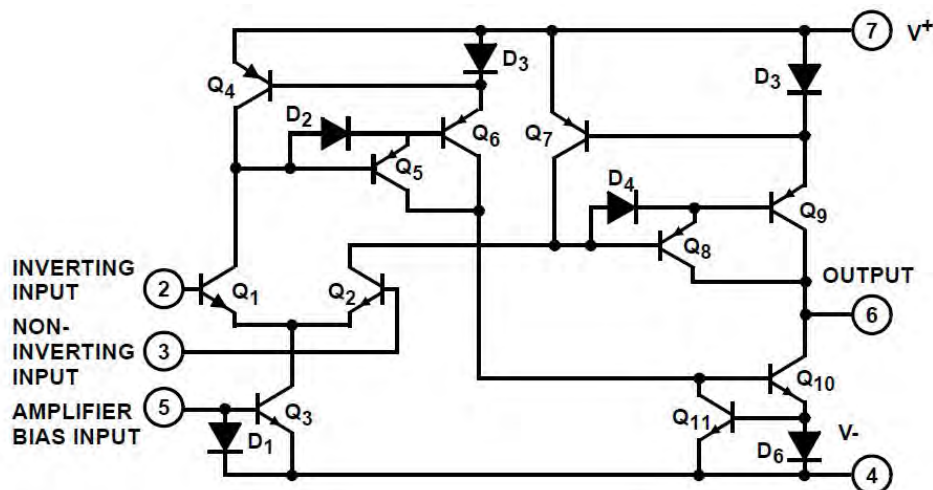 7 V+
D3
D3
Q4
D2
Q6
Q7
Q5
D4
Q9
Q8
INVERTING
INPUT
2
Q1
Q2
OUTPUT
6
NON-
INVERTING
INPUT
3
Q10
AMPLIFIER
BIAS INPUT
5
Q3
Q11
D1
D6
V-
4